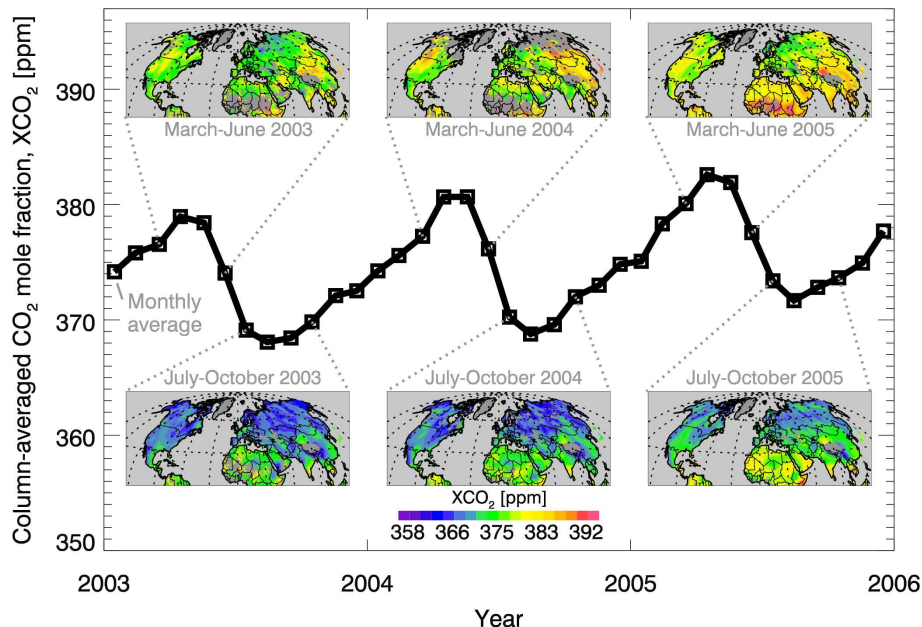 Column-averaged CO₂ mole fraction, XCO₂ [ppm]
390
380
370
360
350
March-June 2003
March-June 2004
March-June 2005
Monthly
average
July-October 2003
July-October 2004
July-October 2005
XCO₂ [ppm]
358 366 375 383 392
2003 2004 2005 2006
Year